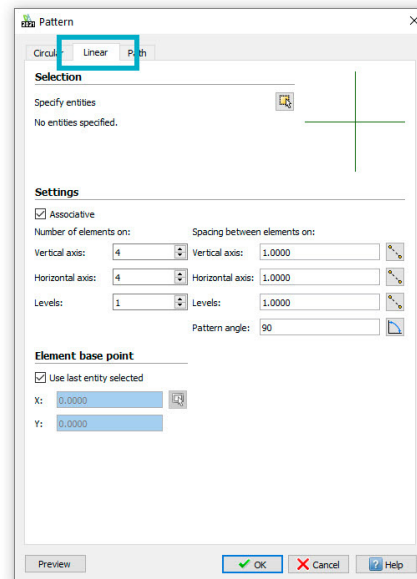 2021 Pattern
Circular Linear Path
Selection
Specify entities
No entities specified.
Settings
Associative
Number of elements on: Spacing between elements on:
Vertical axis: 4 Vertical axis: 1.0000
Horizontal axis: 4 Horizontal axis: 1.0000
Levels: 1 Levels: 1.0000
Pattern angle: 90
Element base point
Use last entity selected
X: 0.0000
Y: 0.0000
Preview OK Cancel Help